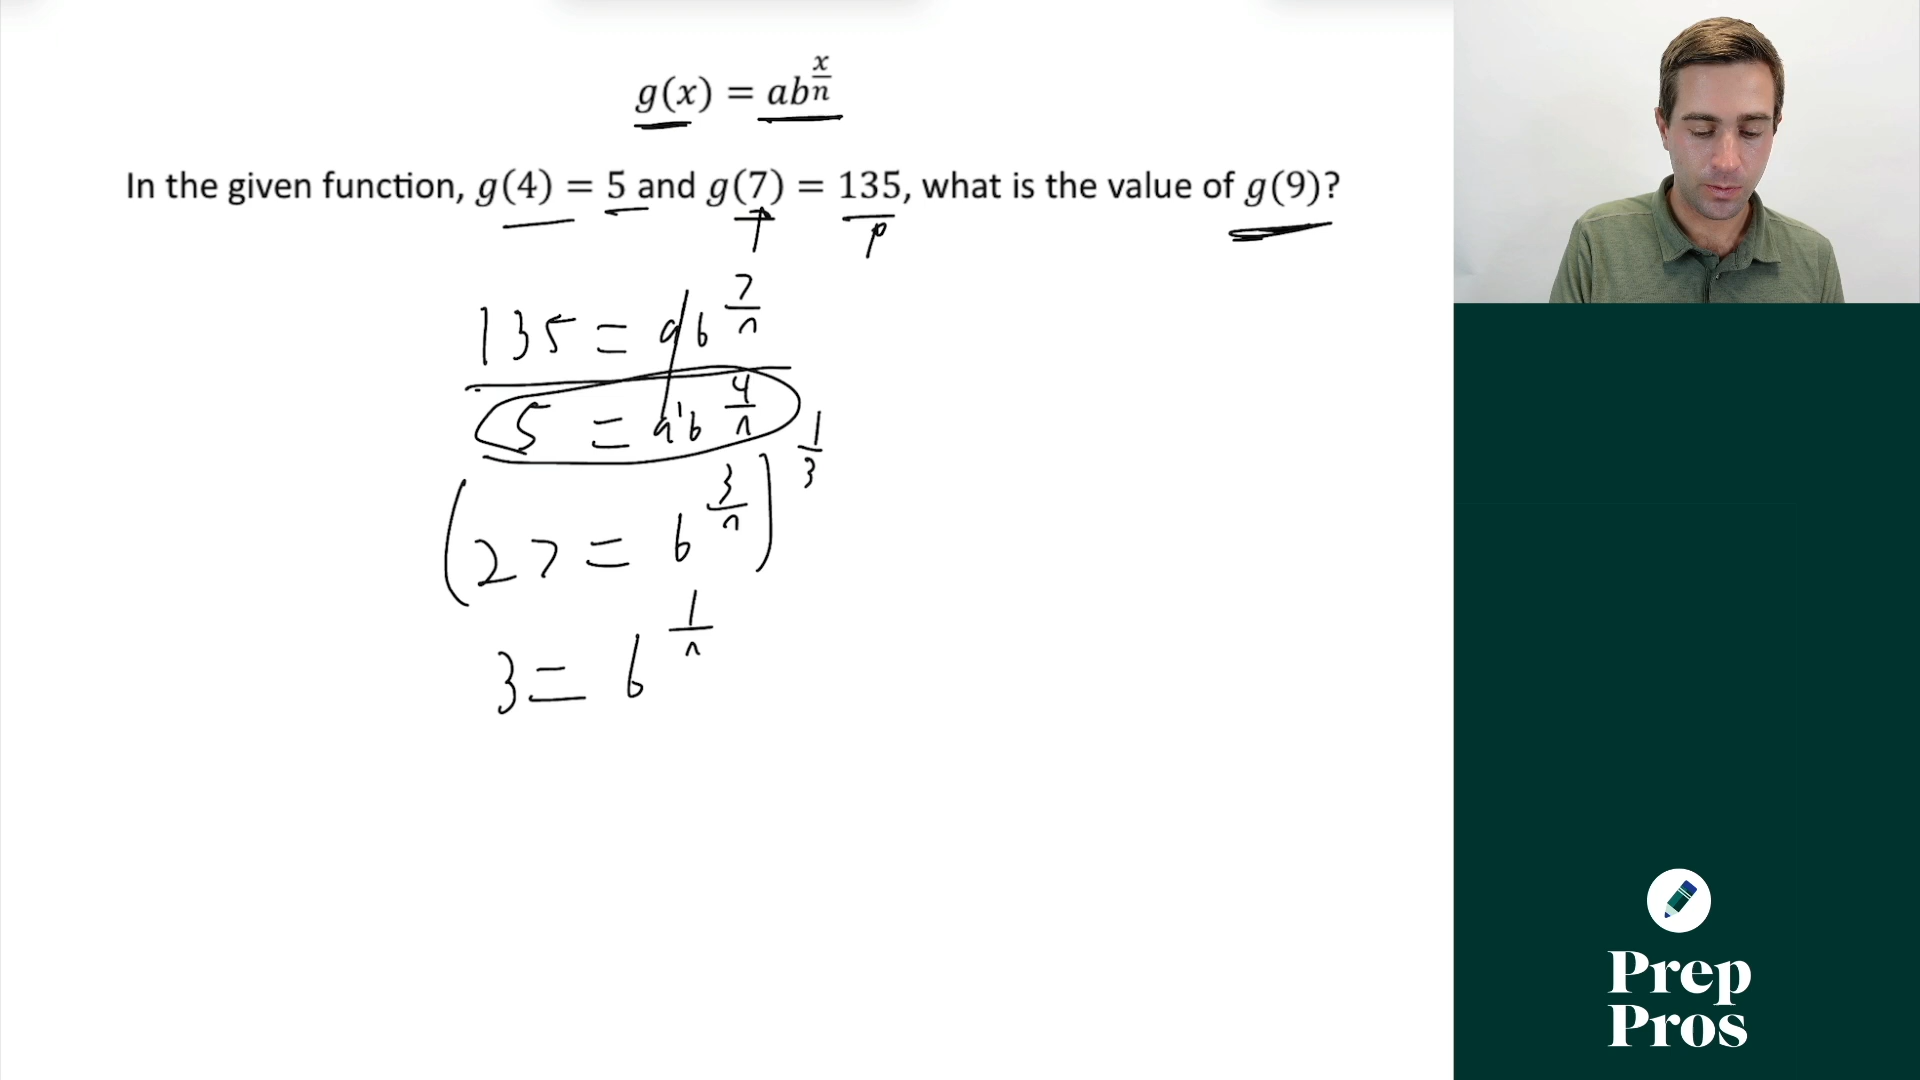 g(x) = ab^{x/n}
In the given function, g(4) = 5 and g(7) = 135, what is the value of g(9)?
135 = ab^{7/n}
5 = a'b^{4/n}
(27 = b^{3/n})^{1/3}
3 = b^{1/n}
Prep
Pros